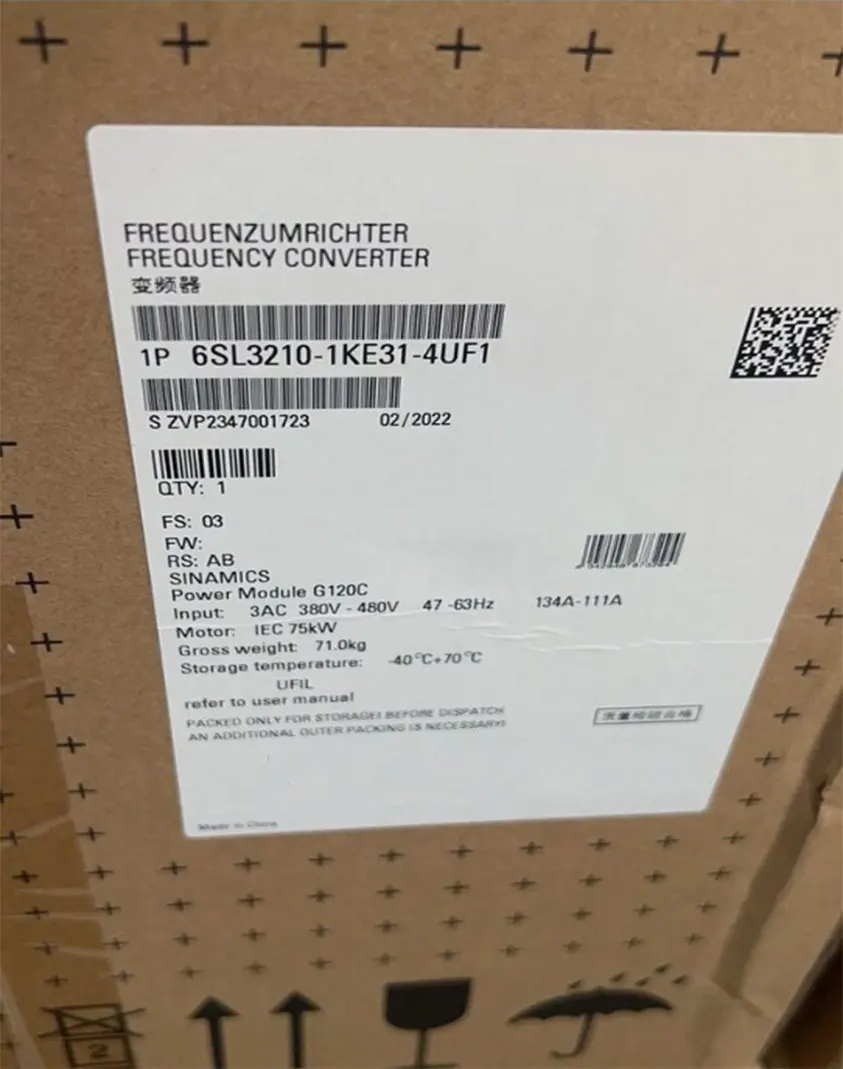 FREQUENZUMRICHTER
FREQUENCY CONVERTER
变频器
1P 6SL3210-1KE31-4UF1
S ZVP2347001723 02/2022
QTY: 1
FS: 03
FW:
RS: AB
SINAMICS
Power Module G120C
Input: 3AC 380V - 480V 47 -63Hz 134A-111A
Motor: IEC 75kW
Gross weight: 71.0kg
Storage temperature: -40°C+70°C
UFIL
refer to user manual
PACKED ONLY FOR STORAGE! BEFORE DISPATCH
AN ADDITIONAL OUTER PACKING IS NECESSARY!
Made in China
2